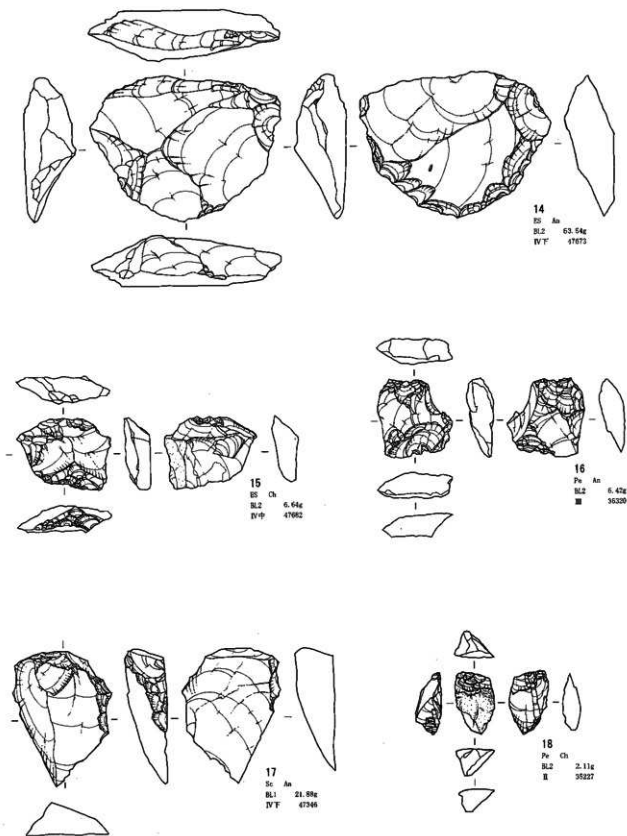 14
ES An
BL2 63.54g
IV下 47673
15
ES Ch
BL2 6.64g
IV中 47682
16
Pe An
BL2 6.42g
III 36320
17
Sc An
BL1 21.88g
IV下 47346
18
Pe Ch
BL2 2.11g
II 35227